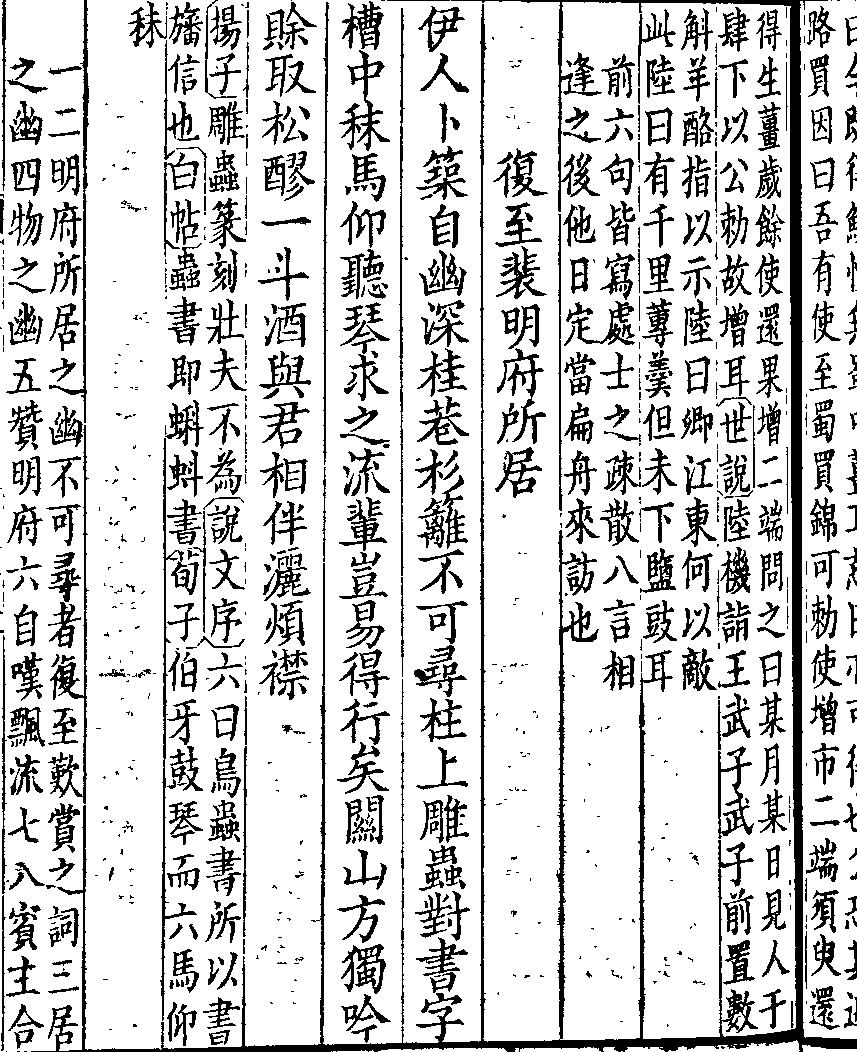 路買因曰吾有使至蜀買錦可勅使增市二端須臾還
得生薑歲餘使還果增二端問之曰某月某日見人于
肆下以公勅故增耳世說陸機詣王武子武子前置數
斛羊酪指以示陸曰卿江東何以敵
此陸曰有千里蓴羹但未下鹽豉耳
前六句皆寫處士之疎散八言相
逢之後他日定當扁舟來訪也
復至裴明府所居
伊人卜築自幽深桂巷杉籬不可尋柱上雕蟲對書字
槽中秣馬仰聽琴求之流輩豈易得行矣關山方獨吟
賒取松醪一斗酒與君相伴灑煩襟
揚子雕蟲篆刻壯夫不為說文序六曰鳥蟲書所以書
旛信也白帖蟲書即蝌蚪書荀子伯牙鼓琴而六馬仰
秣
一二明府所居之幽不可尋者復至歎賞之詞三居
之幽四物之幽五贊明府六自嘆飄流七八賓主合